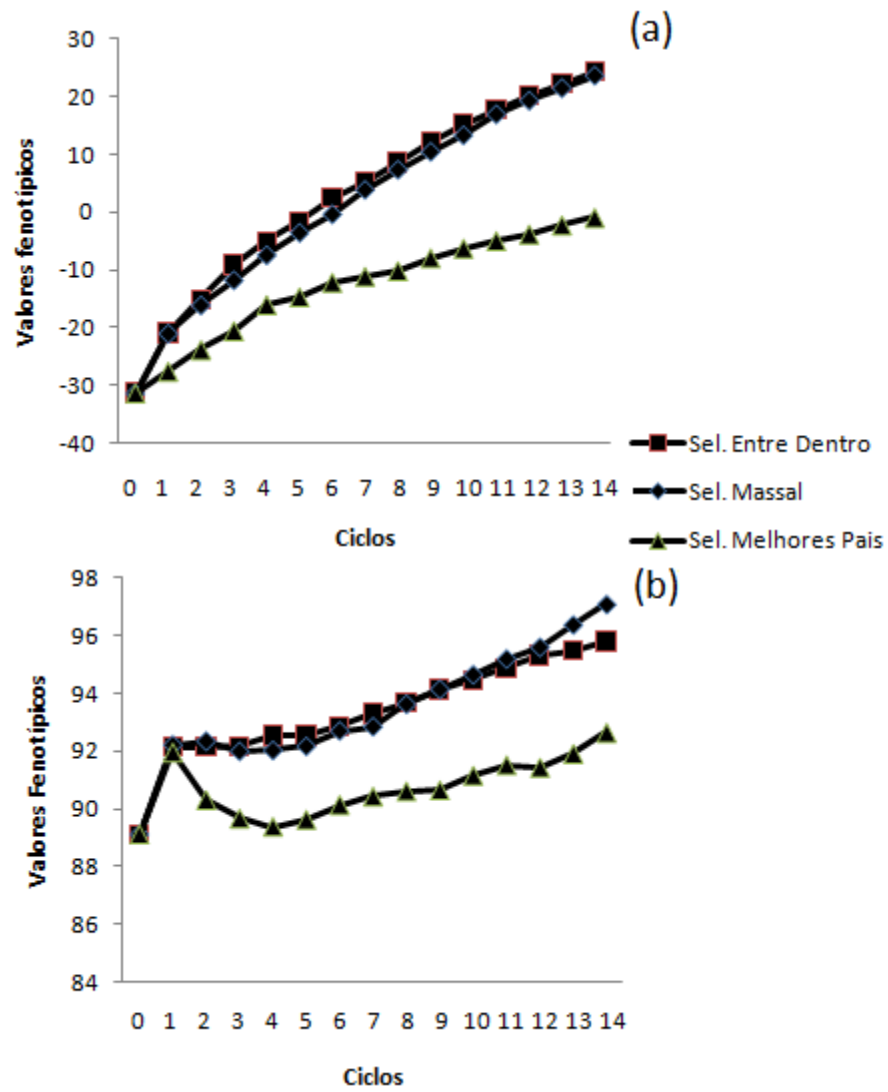 (a)
Valores fenotípicos
30
20
10
0
-10
-20
-30
-40
0 1 2 3 4 5 6 7 8 9 10 11 12 13 14
Ciclos
Sel. Entre Dentro
Sel. Massal
Sel. Melhores Pais
(b)
Valores Fenotípicos
98
96
94
92
90
88
86
84
0 1 2 3 4 5 6 7 8 9 10 11 12 13 14
Ciclos